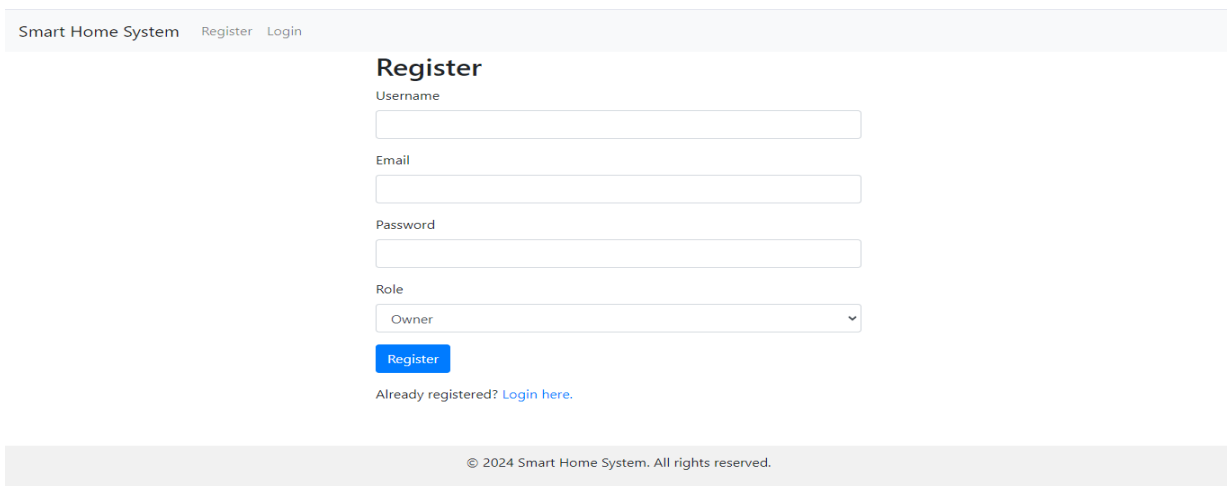 Smart Home System Register Login
Register
Username
Email
Password
Role
Owner
Register
Already registered? Login here.
© 2024 Smart Home System. All rights reserved.